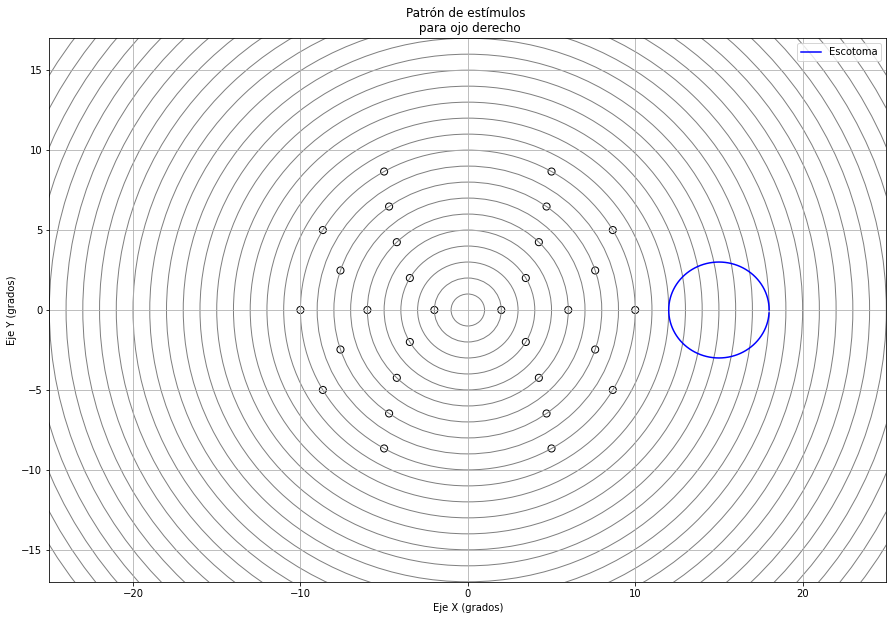 Patrón de estímulos
para ojo derecho
Escotoma
15
10
5
0
−5
−10
−15
Eje Y (grados)
−20
−10
0
10
20
Eje X (grados)